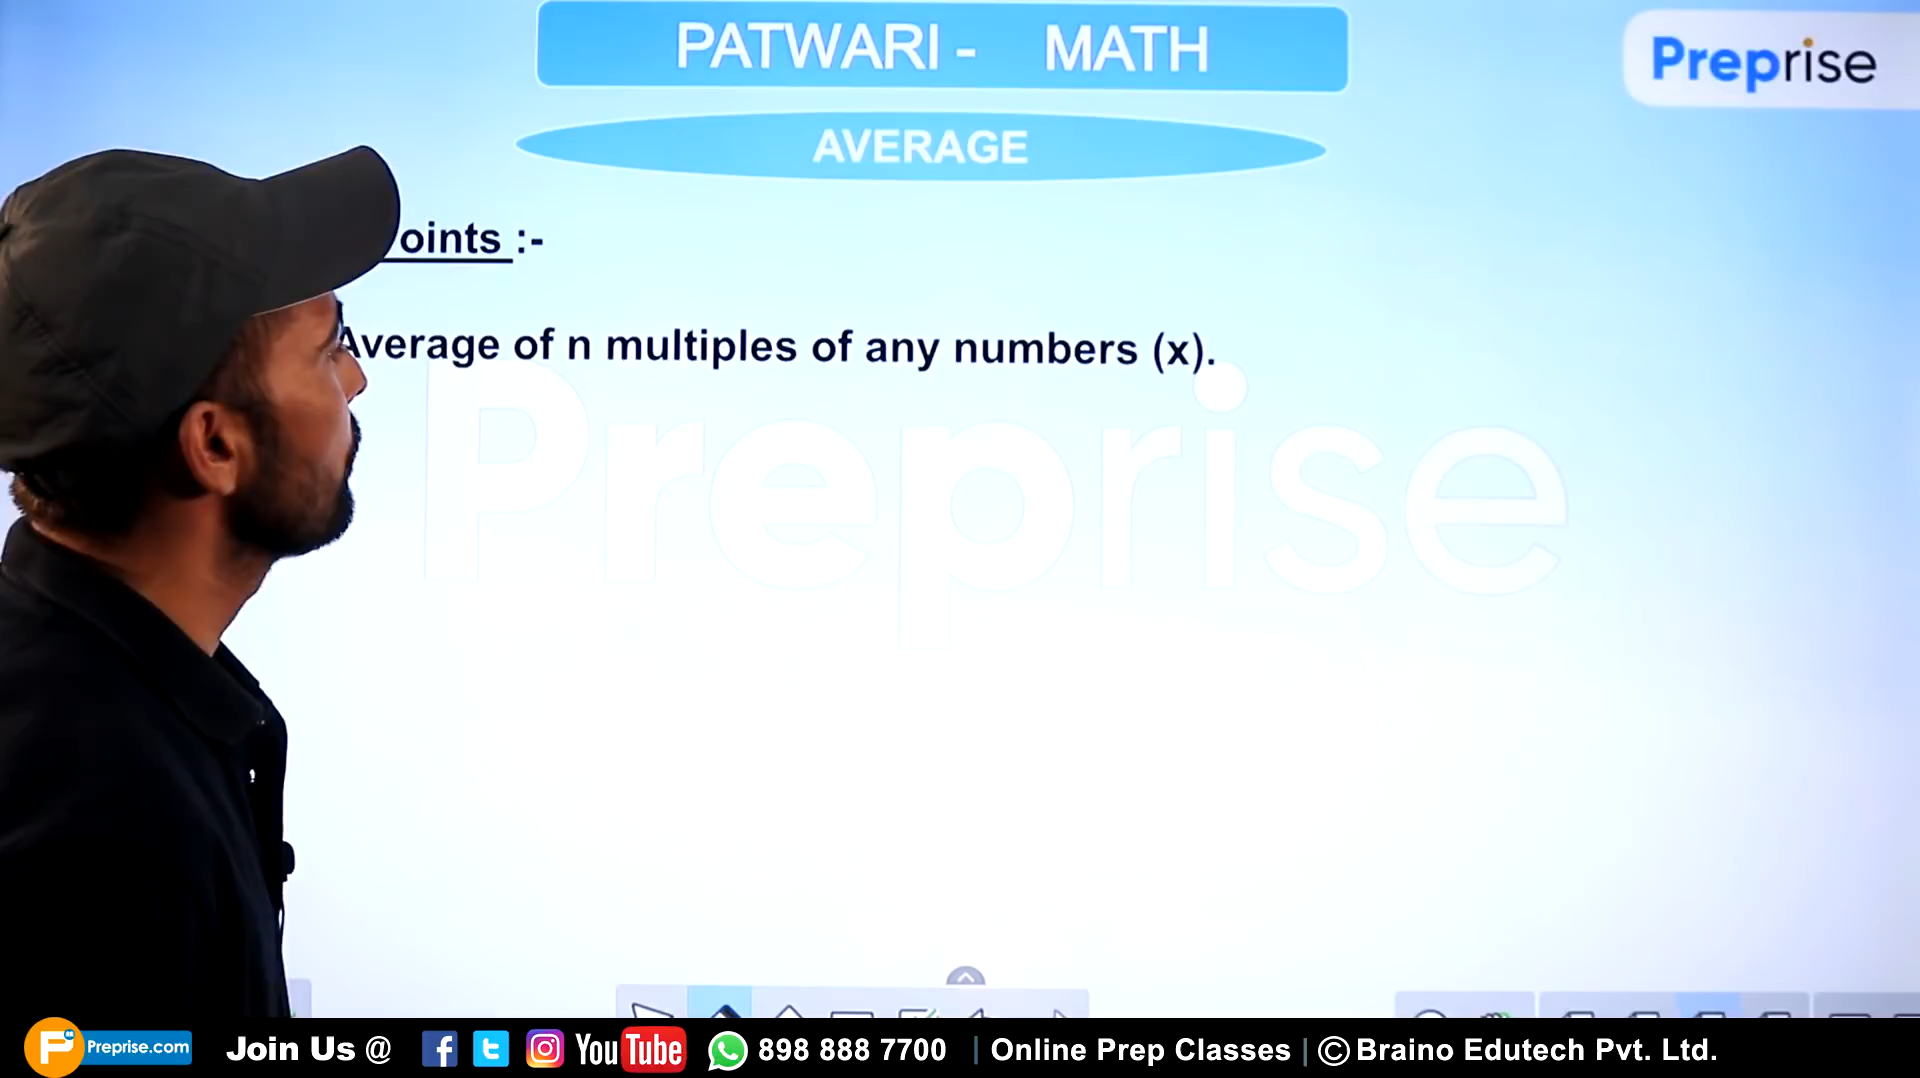 PATWARI - MATH
Preprise
AVERAGE
oints :-
Average of n multiples of any numbers (x).
Preprise
Preprise.com
Join Us @
You Tube
898 888 7700
| Online Prep Classes | © Braino Edutech Pvt. Ltd.